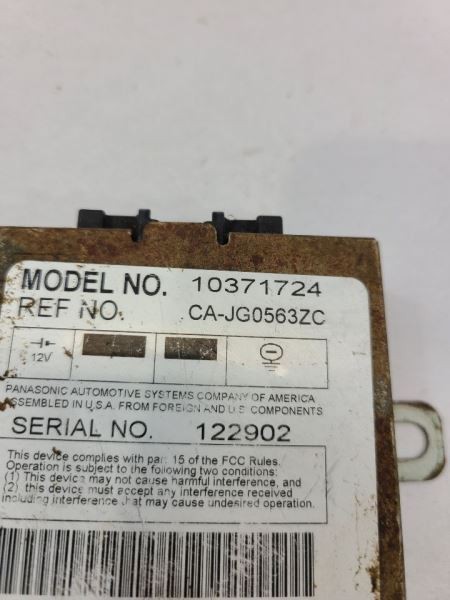 MODEL NO. 10371724
REF NO. CA-JG0563ZC
12V
PANASONIC AUTOMOTIVE SYSTEMS COMPANY OF AMERICA
ASSEMBLED IN U.S.A. FROM FOREIGN AND U.S. COMPONENTS
SERIAL NO. 122902
This device complies with part 15 of the FCC Rules.
Operation is subject to the following two conditions:
(1) This device may not cause harmful interference, and
(2) this device must accept any interference received
including interference that may cause undesired operation.